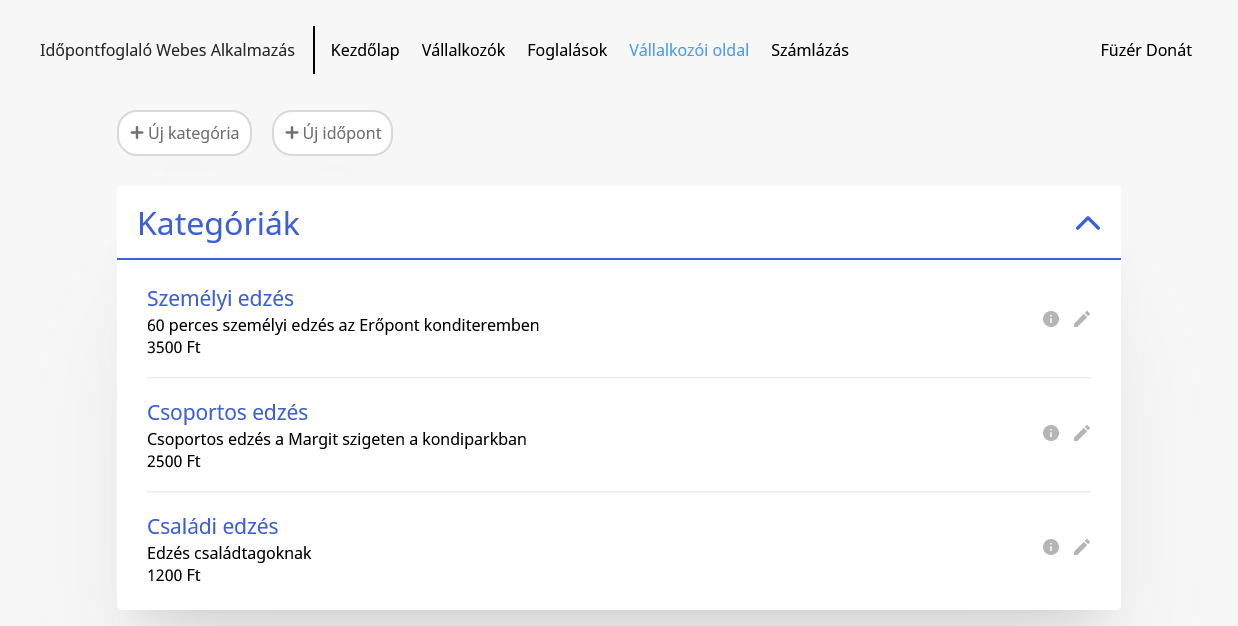 Időpontfoglaló Webes Alkalmazás Kezdőlap Vállalkozók Foglalások Vállalkozói oldal Számlázás Füzér Donát
Új kategória Új időpont
Kategóriák
Személyi edzés
60 perces személyi edzés az Erőpont konditeremben
3500 Ft
Csoportos edzés
Csoportos edzés a Margit szigeten a kondiparkban
2500 Ft
Családi edzés
Edzés családtagoknak
1200 Ft